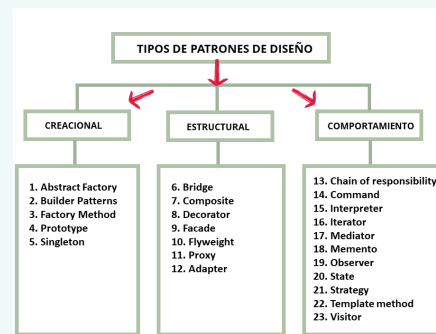 TIPOS DE PATRONES DE DISEÑO
CREACIONAL
ESTRUCTURAL
COMPORTAMIENTO
1. Abstract Factory
2. Builder Patterns
3. Factory Method
4. Prototype
5. Singleton
6. Bridge
7. Composite
8. Decorator
9. Facade
10. Flyweight
11. Proxy
12. Adapter
13. Chain of responsibility
14. Command
15. Interpreter
16. Iterator
17. Mediator
18. Memento
19. Observer
20. State
21. Strategy
22. Template method
23. Visitor